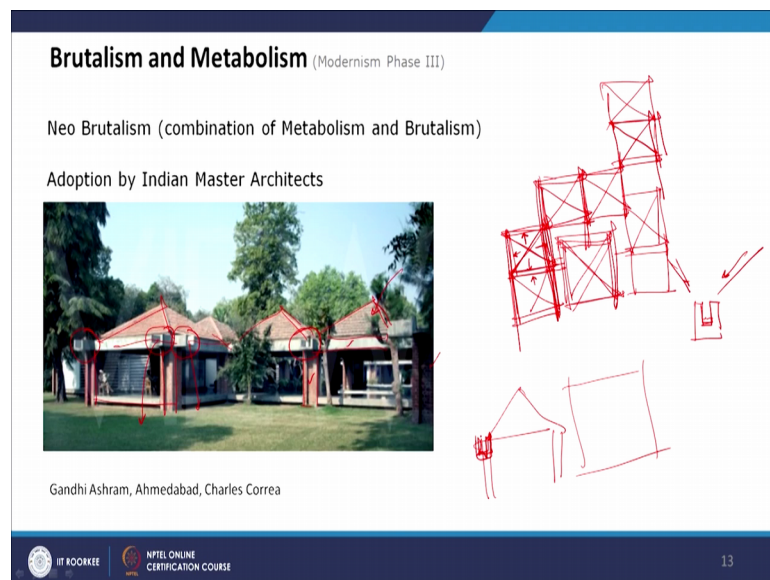 Brutalism and Metabolism (Modernism Phase III)
Neo Brutalism (combination of Metabolism and Brutalism)
Adoption by Indian Master Architects
Gandhi Ashram, Ahmedabad, Charles Correa
IIT ROORKEE
NPTEL ONLINE
CERTIFICATION COURSE
13